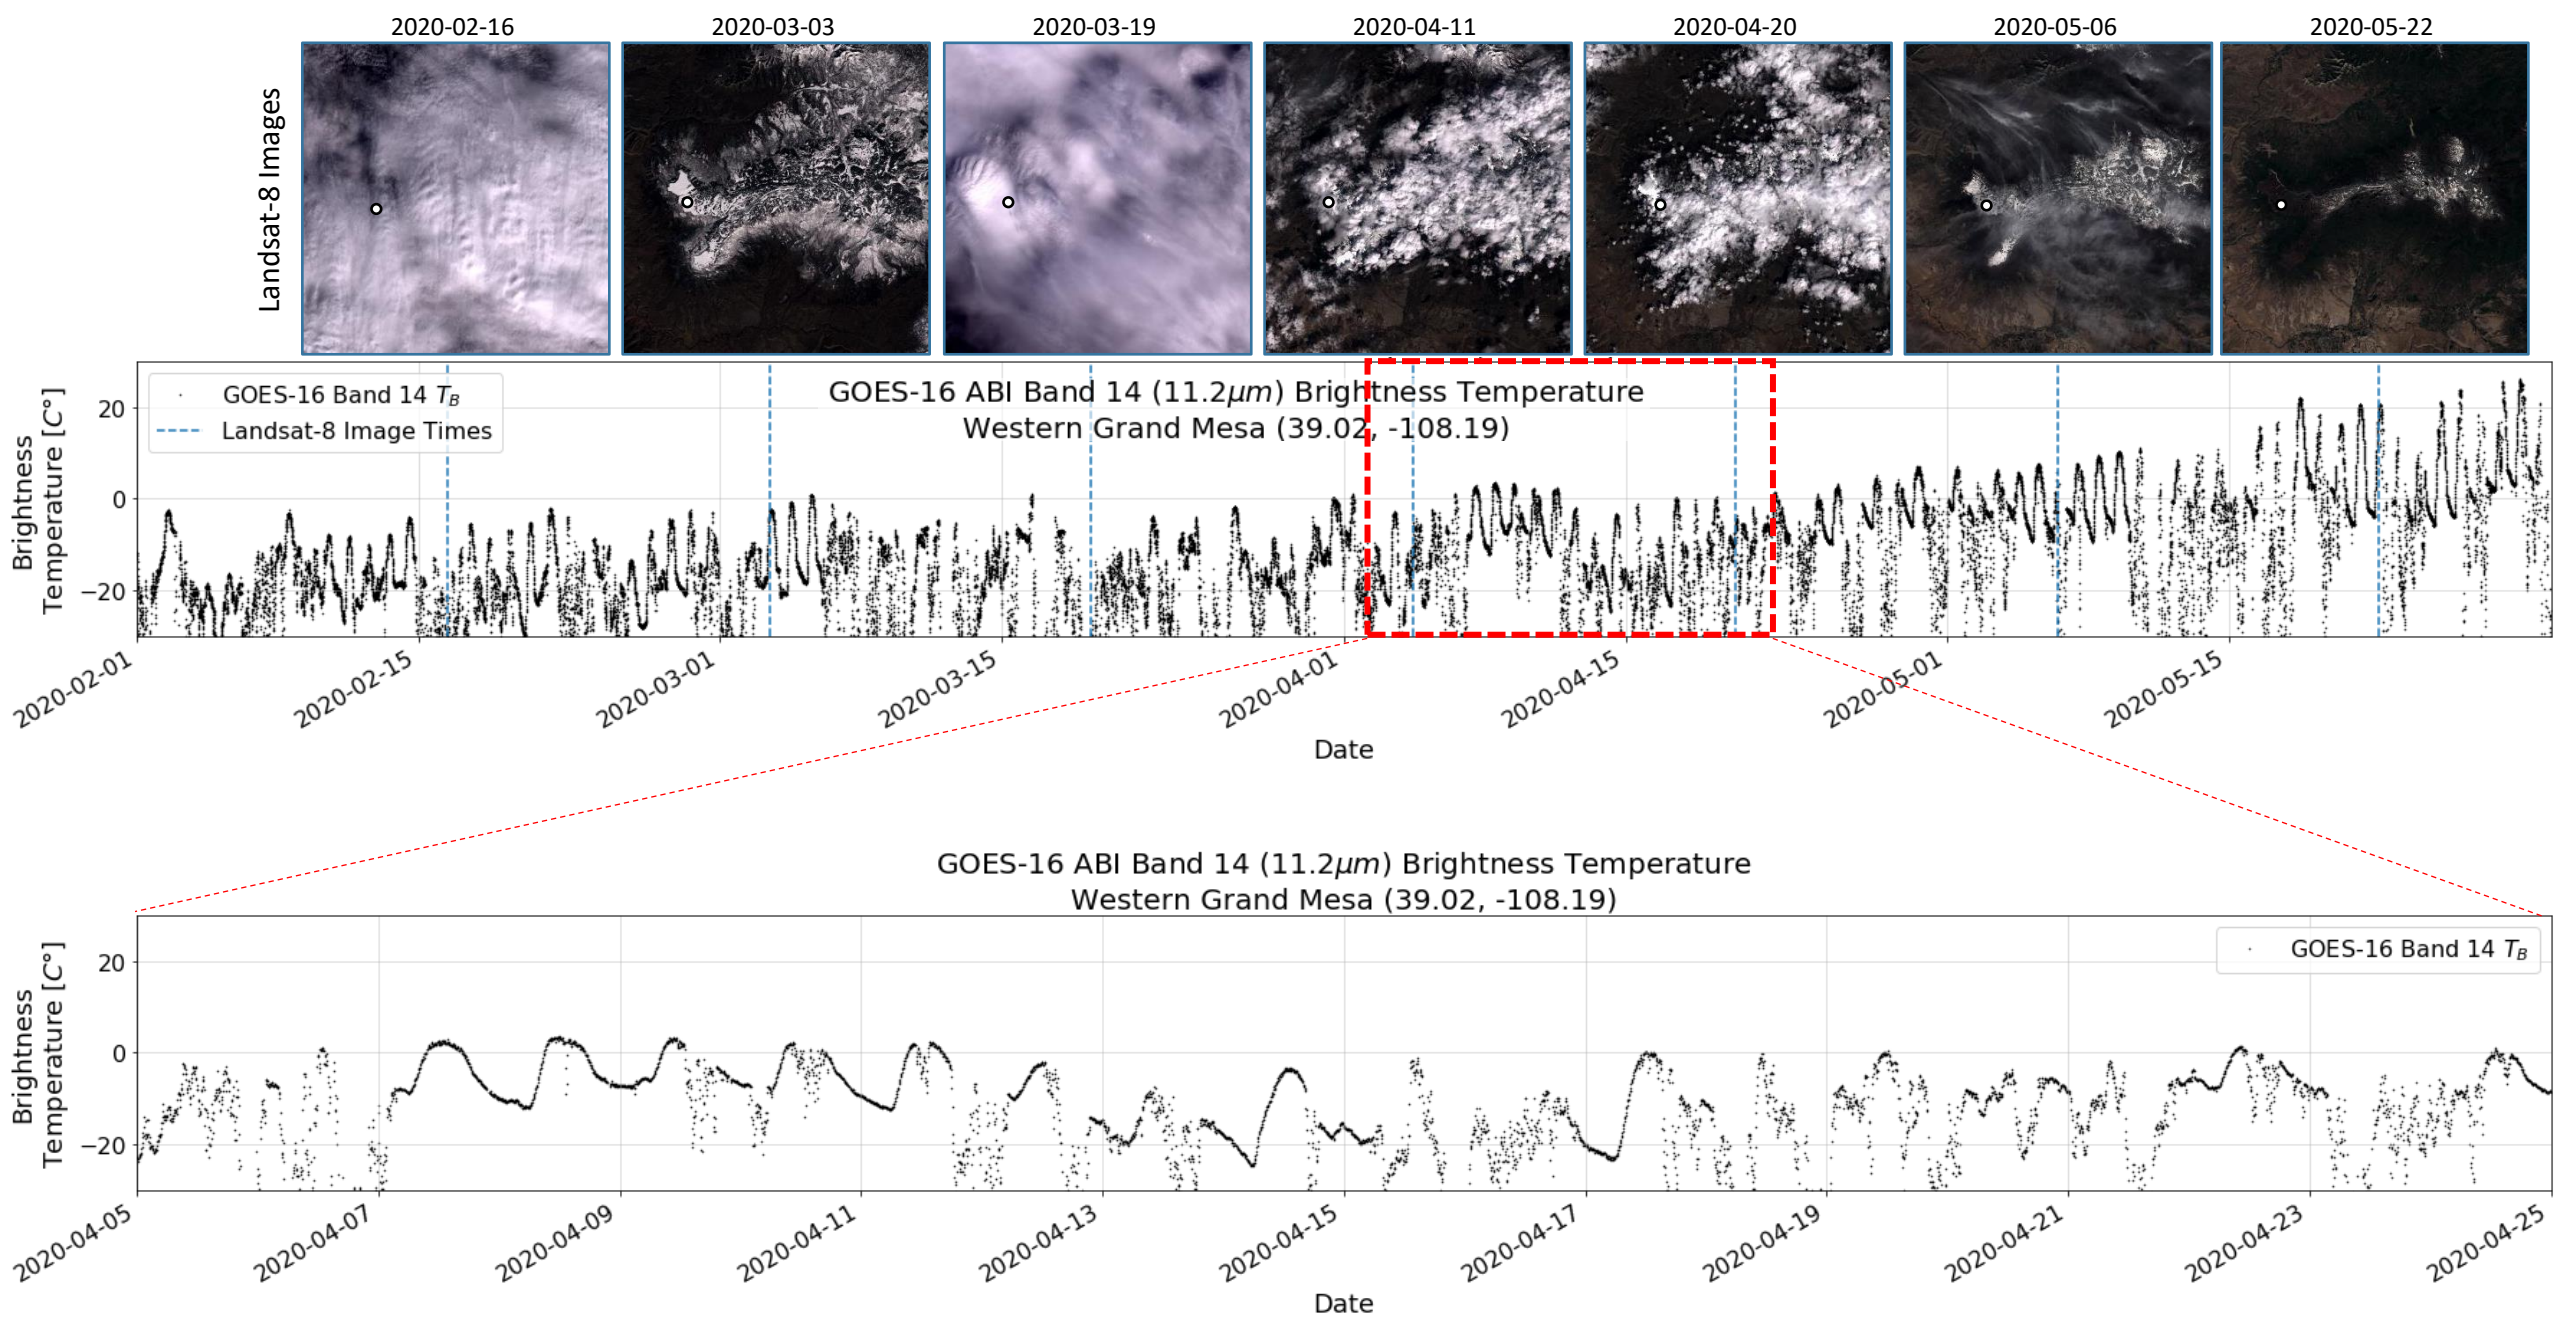 2020-02-16
2020-03-03
2020-03-19
2020-04-11
2020-04-20
2020-05-06
2020-05-22
Landsat-8 Images
GOES-16 ABI Band 14 (11.2μm) Brightness Temperature
Western Grand Mesa (39.02, -108.19)
GOES-16 Band 14 T_B
Landsat-8 Image Times
Brightness
Temperature [C°]
20
0
−20
2020-02-01
2020-02-15
2020-03-01
2020-03-15
2020-04-01
2020-04-15
2020-05-01
2020-05-15
Date
GOES-16 ABI Band 14 (11.2μm) Brightness Temperature
Western Grand Mesa (39.02, -108.19)
GOES-16 Band 14 T_B
Brightness
Temperature [C°]
20
0
−20
2020-04-05
2020-04-07
2020-04-09
2020-04-11
2020-04-13
2020-04-15
2020-04-17
2020-04-19
2020-04-21
2020-04-23
2020-04-25
Date